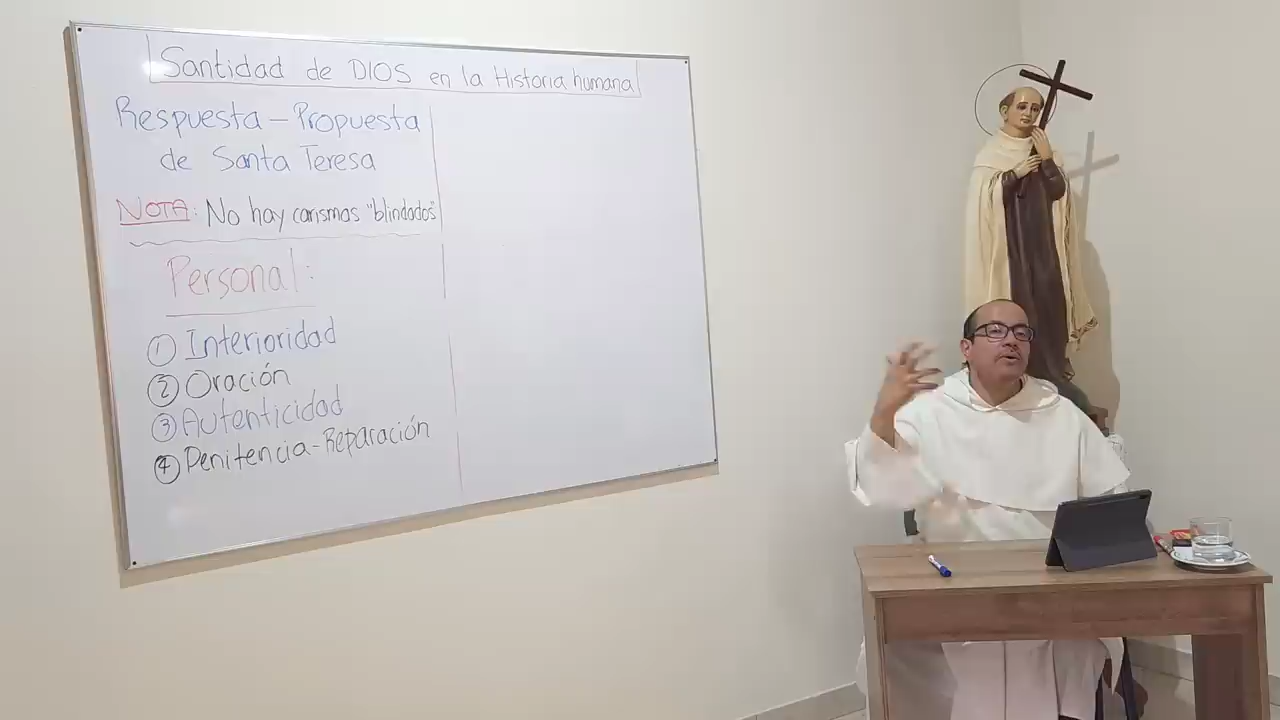 Santidad de DIOS en la Historia humana
Respuesta - Propuesta
de Santa Teresa
NOTA: No hay carismas "blindados"
Personal:
1 Interioridad
2 Oración
3 Autenticidad
4 Penitencia-Reparación